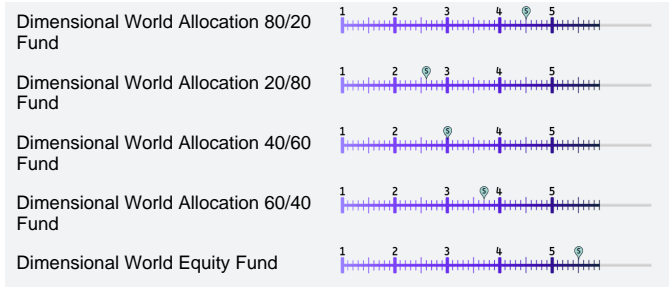 Dimensional World Allocation 80/20 Fund
1 2 3 4 5
S
Dimensional World Allocation 20/80 Fund
1 2 3 4 5
S
Dimensional World Allocation 40/60 Fund
1 2 3 4 5
S
Dimensional World Allocation 60/40 Fund
1 2 3 4 5
S
Dimensional World Equity Fund
1 2 3 4 5
S